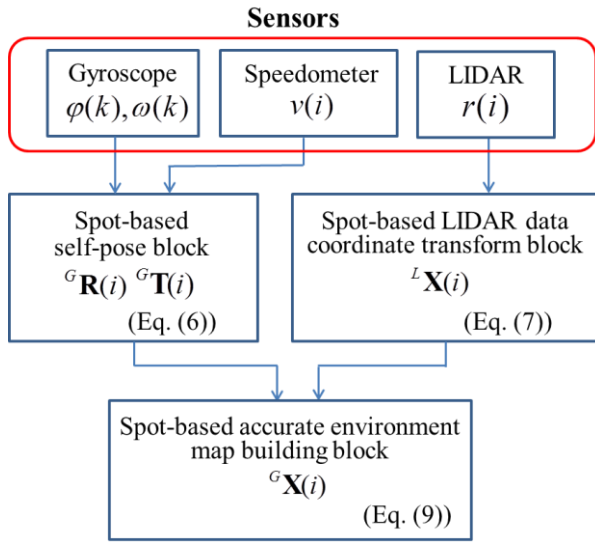 Sensors
Gyroscope
φ(k), ω(k)
Speedometer
v(i)
LIDAR
r(i)
Spot-based
self-pose block
ᴳR(i) ᴳT(i)
(Eq. (6))
Spot-based LIDAR data
coordinate transform block
ᴸX(i)
(Eq. (7))
Spot-based accurate environment
map building block
ᴳX(i)
(Eq. (9))